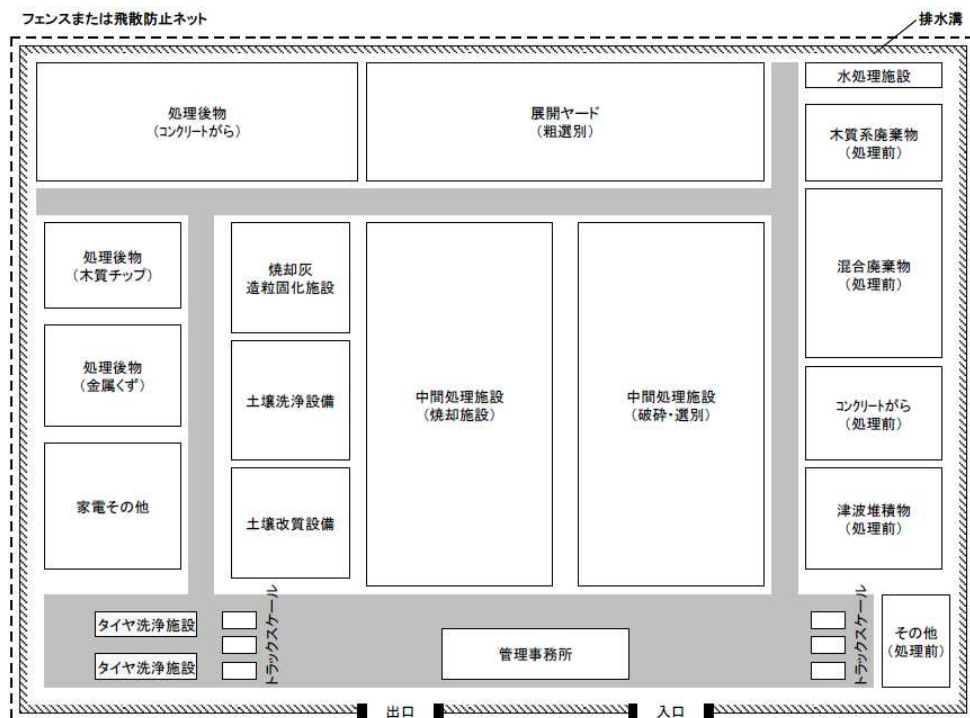 フェンスまたは飛散防止ネット
排水溝
処理後物
(コンクリートがら)
展開ヤード
(粗選別)
水処理施設
木質系廃棄物
(処理前)
処理後物
(木質チップ)
焼却灰
造粒固化施設
混合廃棄物
(処理前)
処理後物
(金属くず)
土壌洗浄設備
中間処理施設
(焼却施設)
中間処理施設
(破砕・選別)
コンクリートがら
(処理前)
家電その他
土壌改質設備
津波堆積物
(処理前)
タイヤ洗浄施設
タイヤ洗浄施設
トラックスケール
管理事務所
トラックスケール
その他
(処理前)
出口
入口